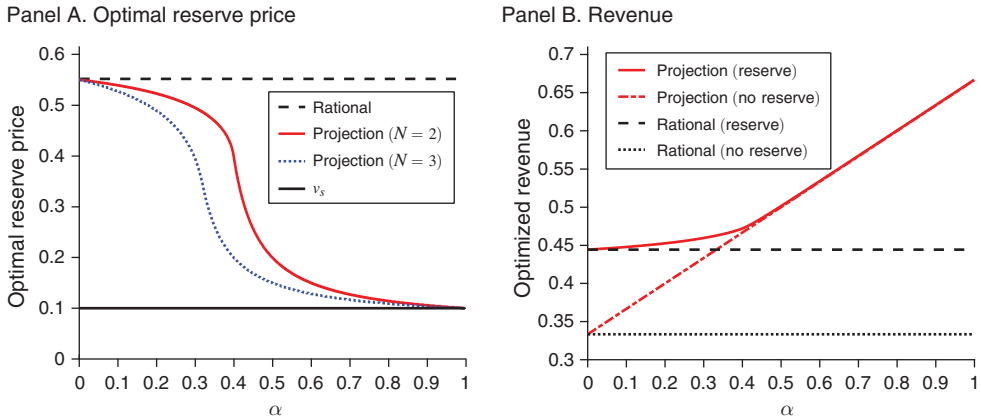 Panel A. Optimal reserve price
Optimal reserve price
0.6
0.5
0.4
0.3
0.2
0.1
0
Rational
Projection (N = 2)
Projection (N = 3)
v_s
0 0.1 0.2 0.3 0.4 0.5 0.6 0.7 0.8 0.9 1
α
Panel B. Revenue
Optimized revenue
0.7
0.65
0.6
0.55
0.5
0.45
0.4
0.35
0.3
Projection (reserve)
Projection (no reserve)
Rational (reserve)
Rational (no reserve)
0 0.1 0.2 0.3 0.4 0.5 0.6 0.7 0.8 0.9 1
α